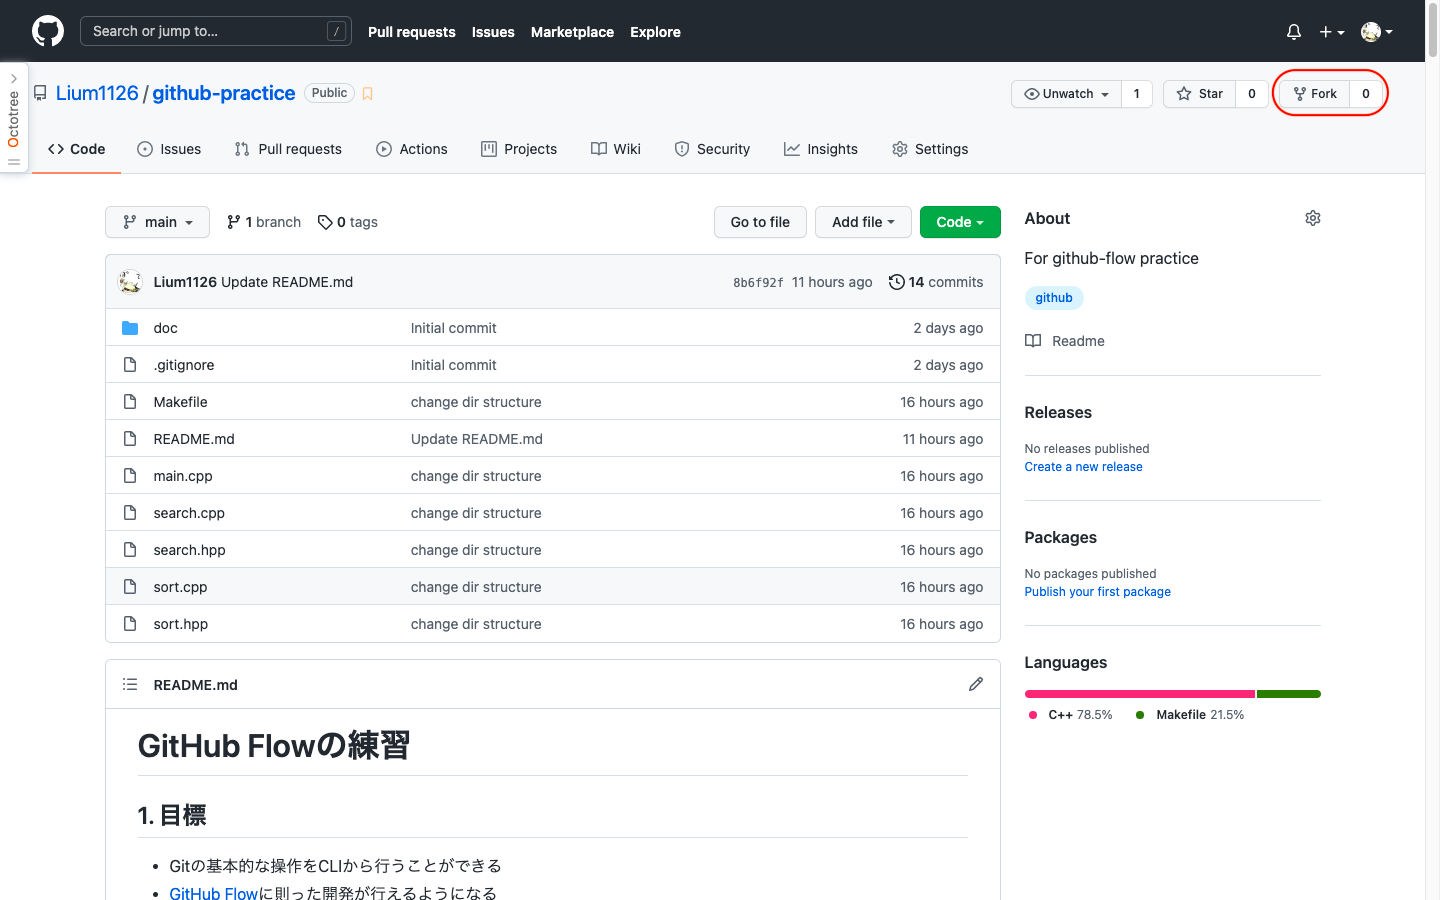 Search or jump to… / Pull requests Issues Marketplace Explore
Octotree
Lium1126 / github-practice Public Unwatch 1 Star 0 Fork 0
Code Issues Pull requests Actions Projects Wiki Security Insights Settings
main 1 branch 0 tags Go to file Add file Code
Lium1126 Update README.md 8b6f92f 11 hours ago 14 commits
doc Initial commit 2 days ago
.gitignore Initial commit 2 days ago
Makefile change dir structure 16 hours ago
README.md Update README.md 11 hours ago
main.cpp change dir structure 16 hours ago
search.cpp change dir structure 16 hours ago
search.hpp change dir structure 16 hours ago
sort.cpp change dir structure 16 hours ago
sort.hpp change dir structure 16 hours ago
README.md
GitHub Flowの練習
1. 目標
• Gitの基本的な操作をCLIから行うことができる
• GitHub Flowに則った開発が行えるようになる
About
For github-flow practice
github
Readme
Releases
No releases published
Create a new release
Packages
No packages published
Publish your first package
Languages
C++ 78.5% Makefile 21.5%